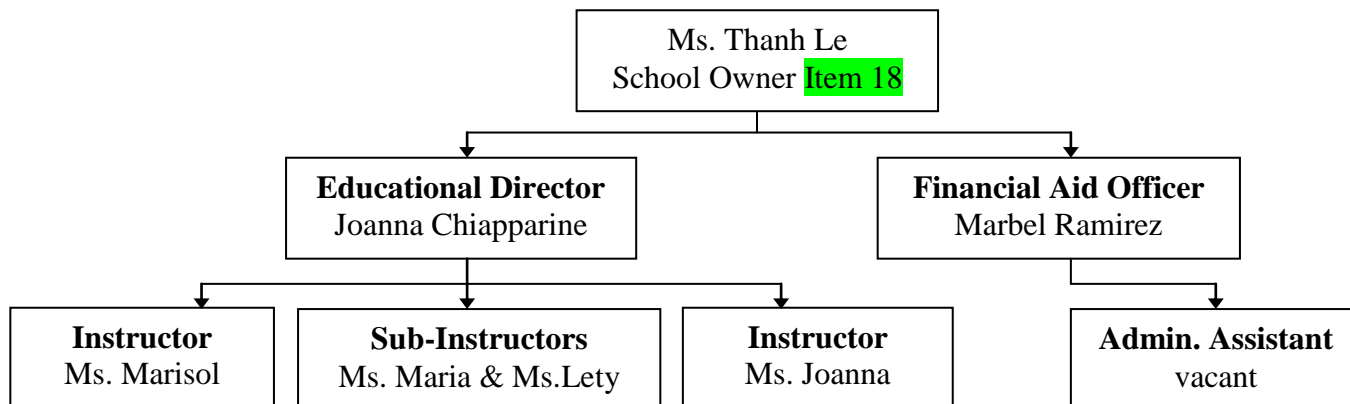 Ms. Thanh Le
School Owner Item 18
Educational Director
Joanna Chiapparine
Financial Aid Officer
Marbel Ramirez
Instructor
Ms. Marisol
Sub-Instructors
Ms. Maria & Ms.Lety
Instructor
Ms. Joanna
Admin. Assistant
vacant